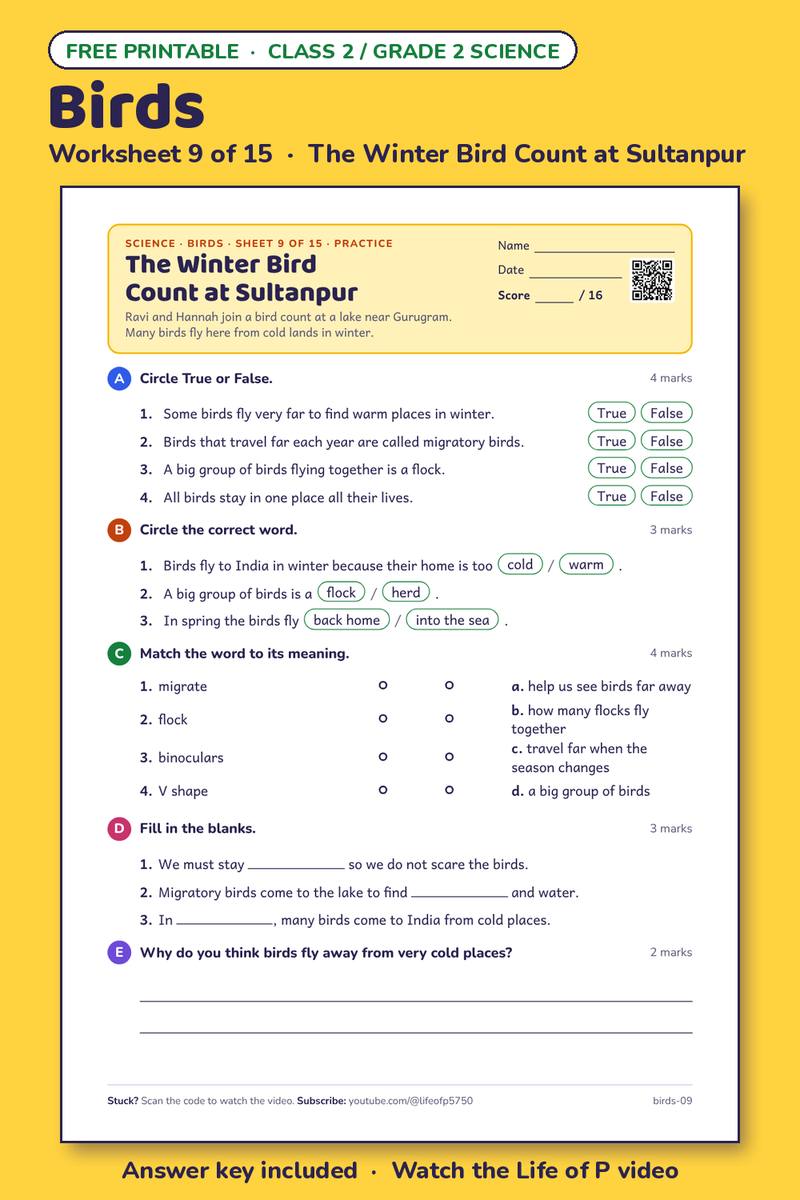 FREE PRINTABLE · CLASS 2 / GRADE 2 SCIENCE
Birds
Worksheet 9 of 15 · The Winter Bird Count at Sultanpur
SCIENCE · BIRDS · SHEET 9 OF 15 · PRACTICE
The Winter Bird
Count at Sultanpur
Ravi and Hannah join a bird count at a lake near Gurugram.
Many birds fly here from cold lands in winter.
Name ____________
Date ____________
Score _____ / 16
A Circle True or False. 4 marks
1. Some birds fly very far to find warm places in winter. True False
2. Birds that travel far each year are called migratory birds. True False
3. A big group of birds flying together is a flock. True False
4. All birds stay in one place all their lives. True False
B Circle the correct word. 3 marks
1. Birds fly to India in winter because their home is too cold / warm .
2. A big group of birds is a flock / herd .
3. In spring the birds fly back home / into the sea .
C Match the word to its meaning. 4 marks
1. migrate a. help us see birds far away
2. flock b. how many flocks fly
together
3. binoculars c. travel far when the
season changes
4. V shape d. a big group of birds
D Fill in the blanks. 3 marks
1. We must stay ____________ so we do not scare the birds.
2. Migratory birds come to the lake to find ____________ and water.
3. In ____________, many birds come to India from cold places.
E Why do you think birds fly away from very cold places? 2 marks
Stuck? Scan the code to watch the video. Subscribe: youtube.com/@lifeofp5750 birds-09
Answer key included · Watch the Life of P video